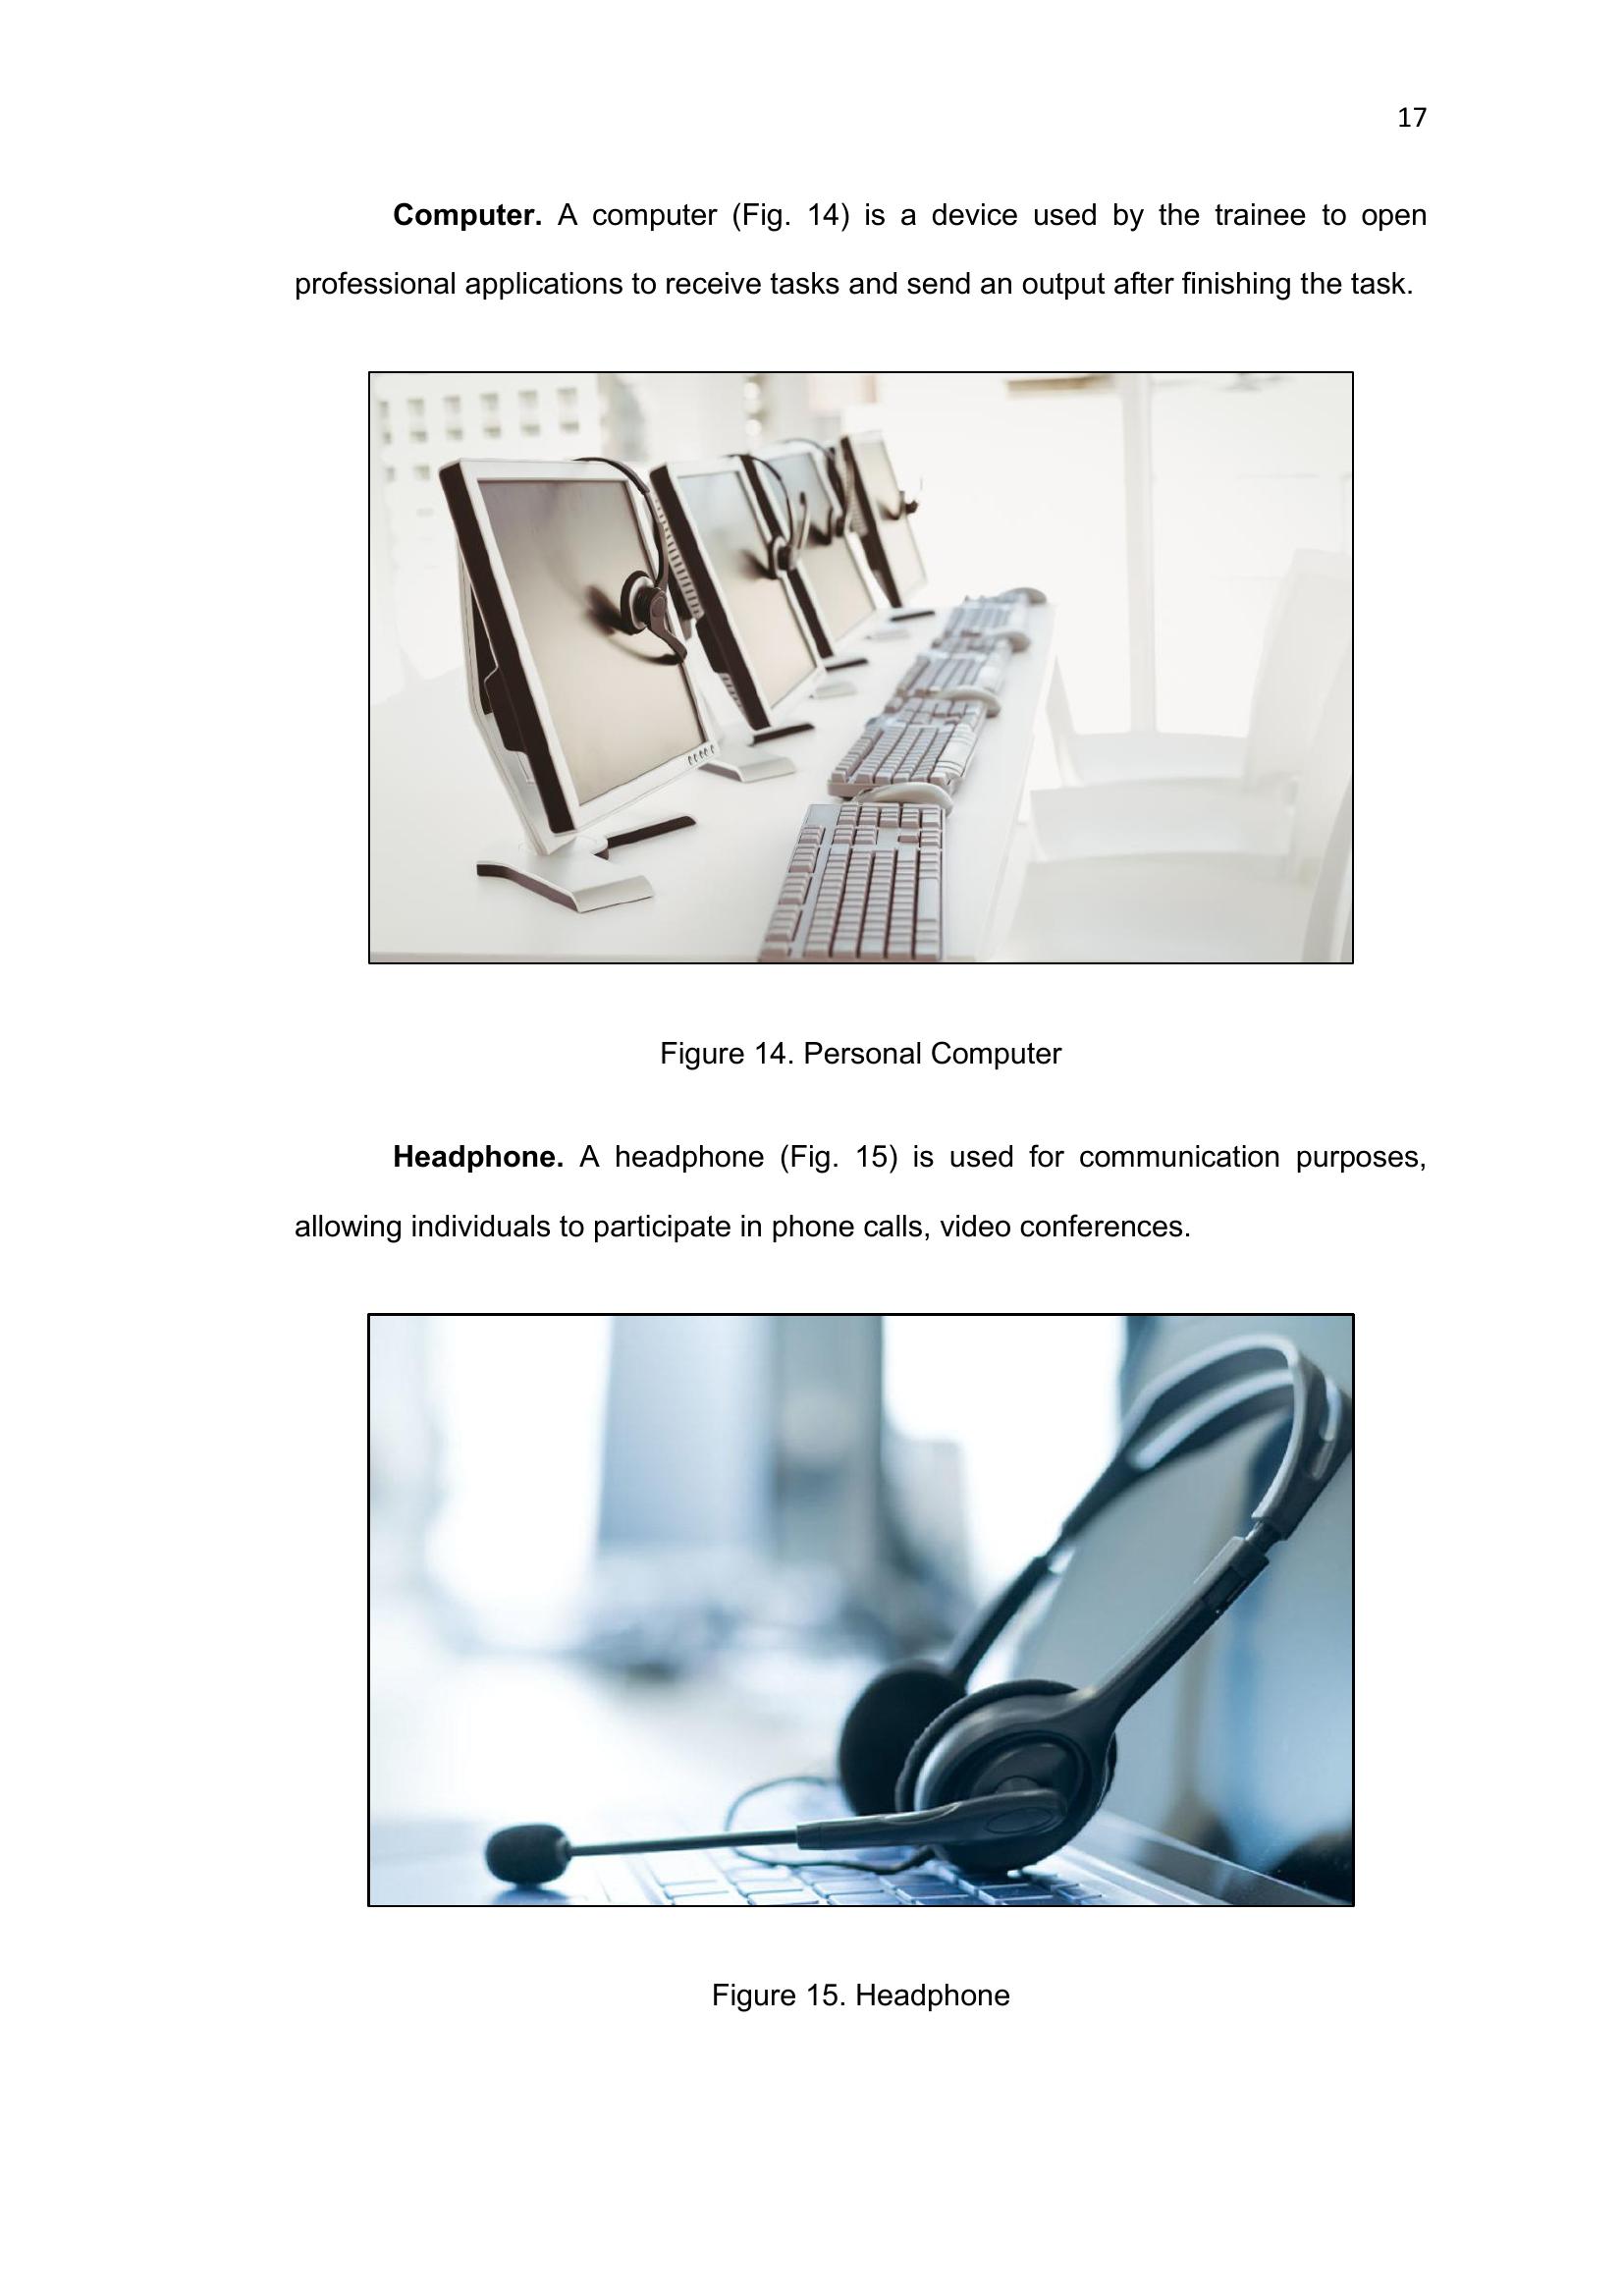 17
Computer. A computer (Fig. 14) is a device used by the trainee to open
professional applications to receive tasks and send an output after finishing the task.
Figure 14. Personal Computer
Headphone. A headphone (Fig. 15) is used for communication purposes,
allowing individuals to participate in phone calls, video conferences.
Figure 15. Headphone